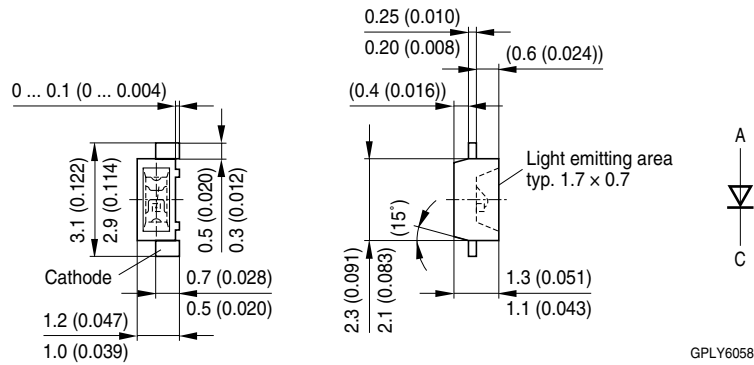 0.25 (0.010)
0.20 (0.008)
(0.6 (0.024))
0 ... 0.1 (0 ... 0.004)
(0.4 (0.016))
3.1 (0.122)
2.9 (0.114)
0.5 (0.020)
0.3 (0.012)
Light emitting area
typ. 1.7 × 0.7
A
(15˚)
C
Cathode
0.7 (0.028)
0.5 (0.020)
2.3 (0.091)
2.1 (0.083)
1.3 (0.051)
1.1 (0.043)
1.2 (0.047)
1.0 (0.039)
GPLY6058